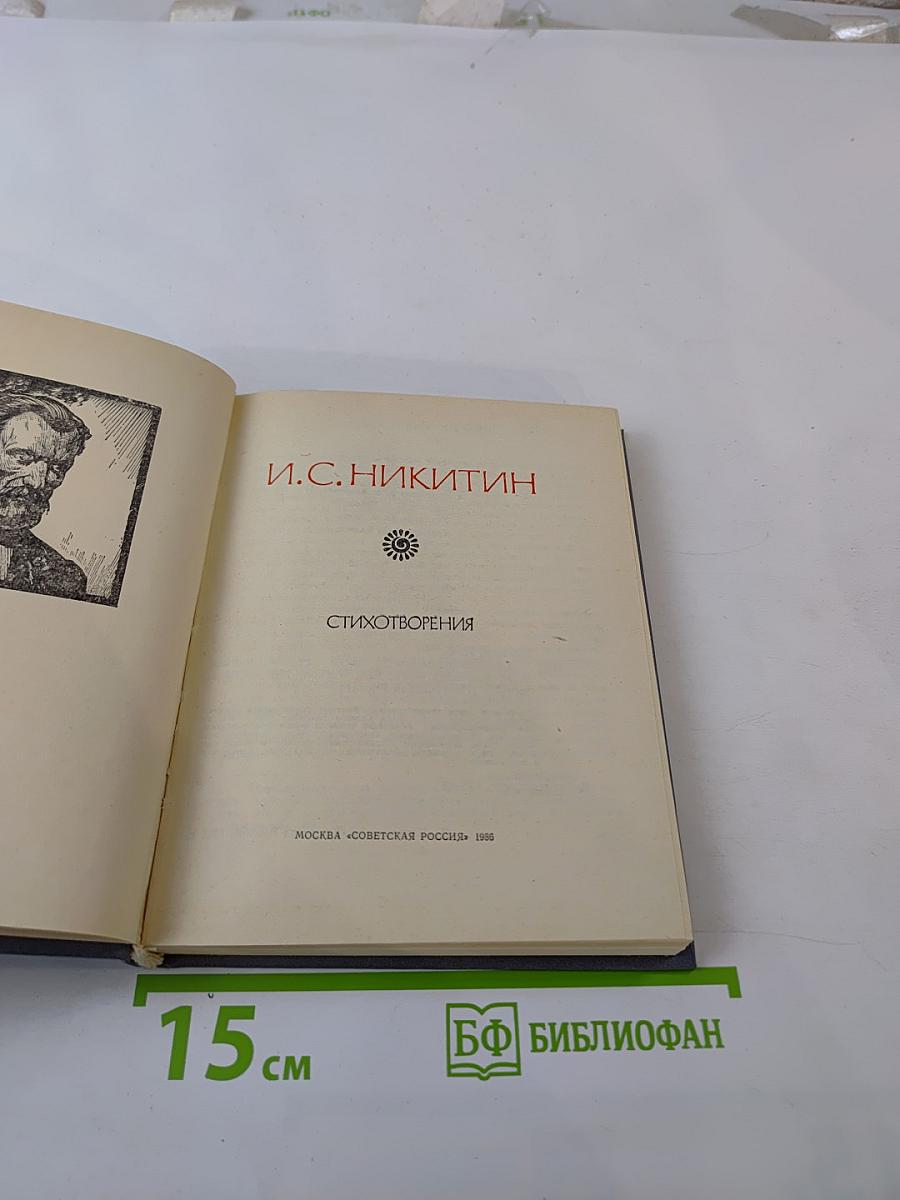 И.С.НИКИТИН
СТИХОТВОРЕНИЯ
МОСКВА «СОВЕТСКАЯ РОССИЯ» 1986
15 см
БФ БИБЛИОФАН